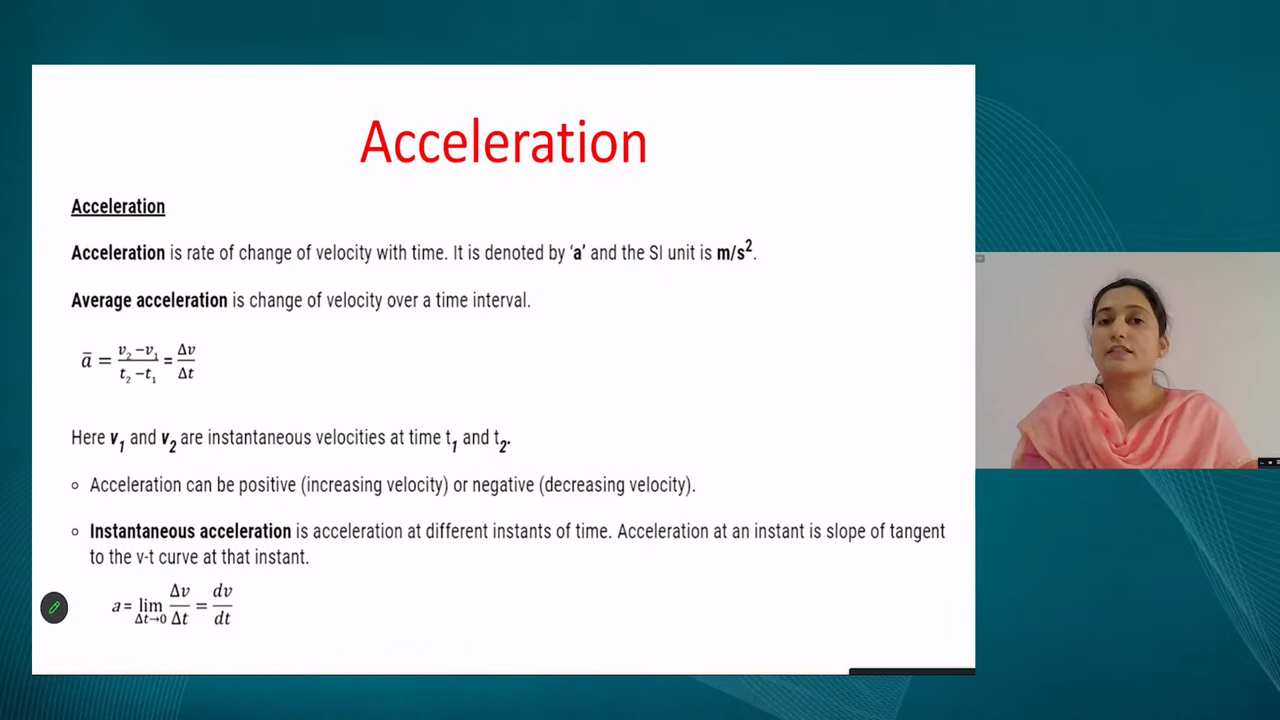 Acceleration
Acceleration
Acceleration is rate of change of velocity with time. It is denoted by ‘a’ and the SI unit is m/s².
Average acceleration is change of velocity over a time interval.
ā = (v₂ –v₁)/(t₂ –t₁) = Δv/Δt
Here v₁ and v₂ are instantaneous velocities at time t₁ and t₂.
Acceleration can be positive (increasing velocity) or negative (decreasing velocity).
Instantaneous acceleration is acceleration at different instants of time. Acceleration at an instant is slope of tangent
to the v-t curve at that instant.
a = lim Δt→0 Δv/Δt = dv/dt